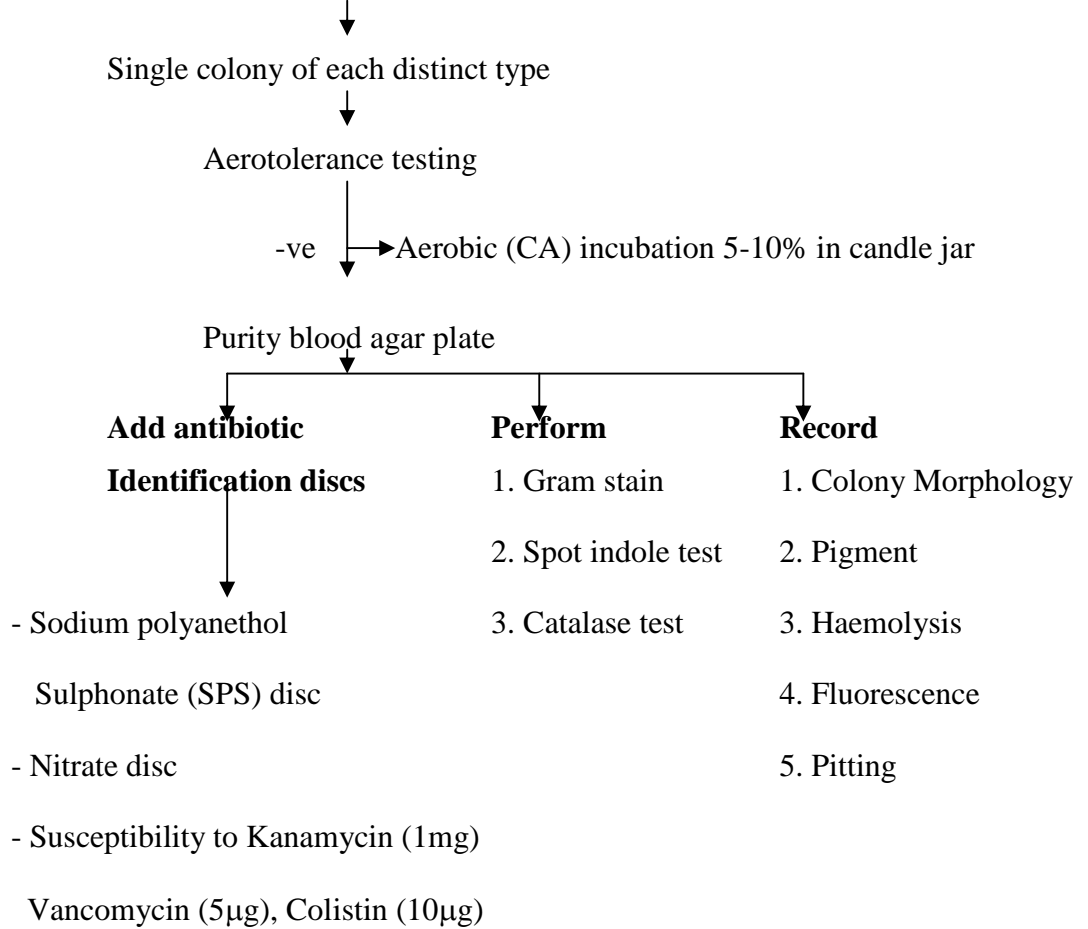 Single colony of each distinct type
Aerotolerance testing
-ve Aerobic (CA) incubation 5-10% in candle jar
Purity blood agar plate
Add antibiotic
Identification discs
- Sodium polyanethol
Sulphonate (SPS) disc
- Nitrate disc
- Susceptibility to Kanamycin (1mg)
Vancomycin (5μg), Colistin (10μg)
Perform
1. Gram stain
2. Spot indole test
3. Catalase test
Record
1. Colony Morphology
2. Pigment
3. Haemolysis
4. Fluorescence
5. Pitting